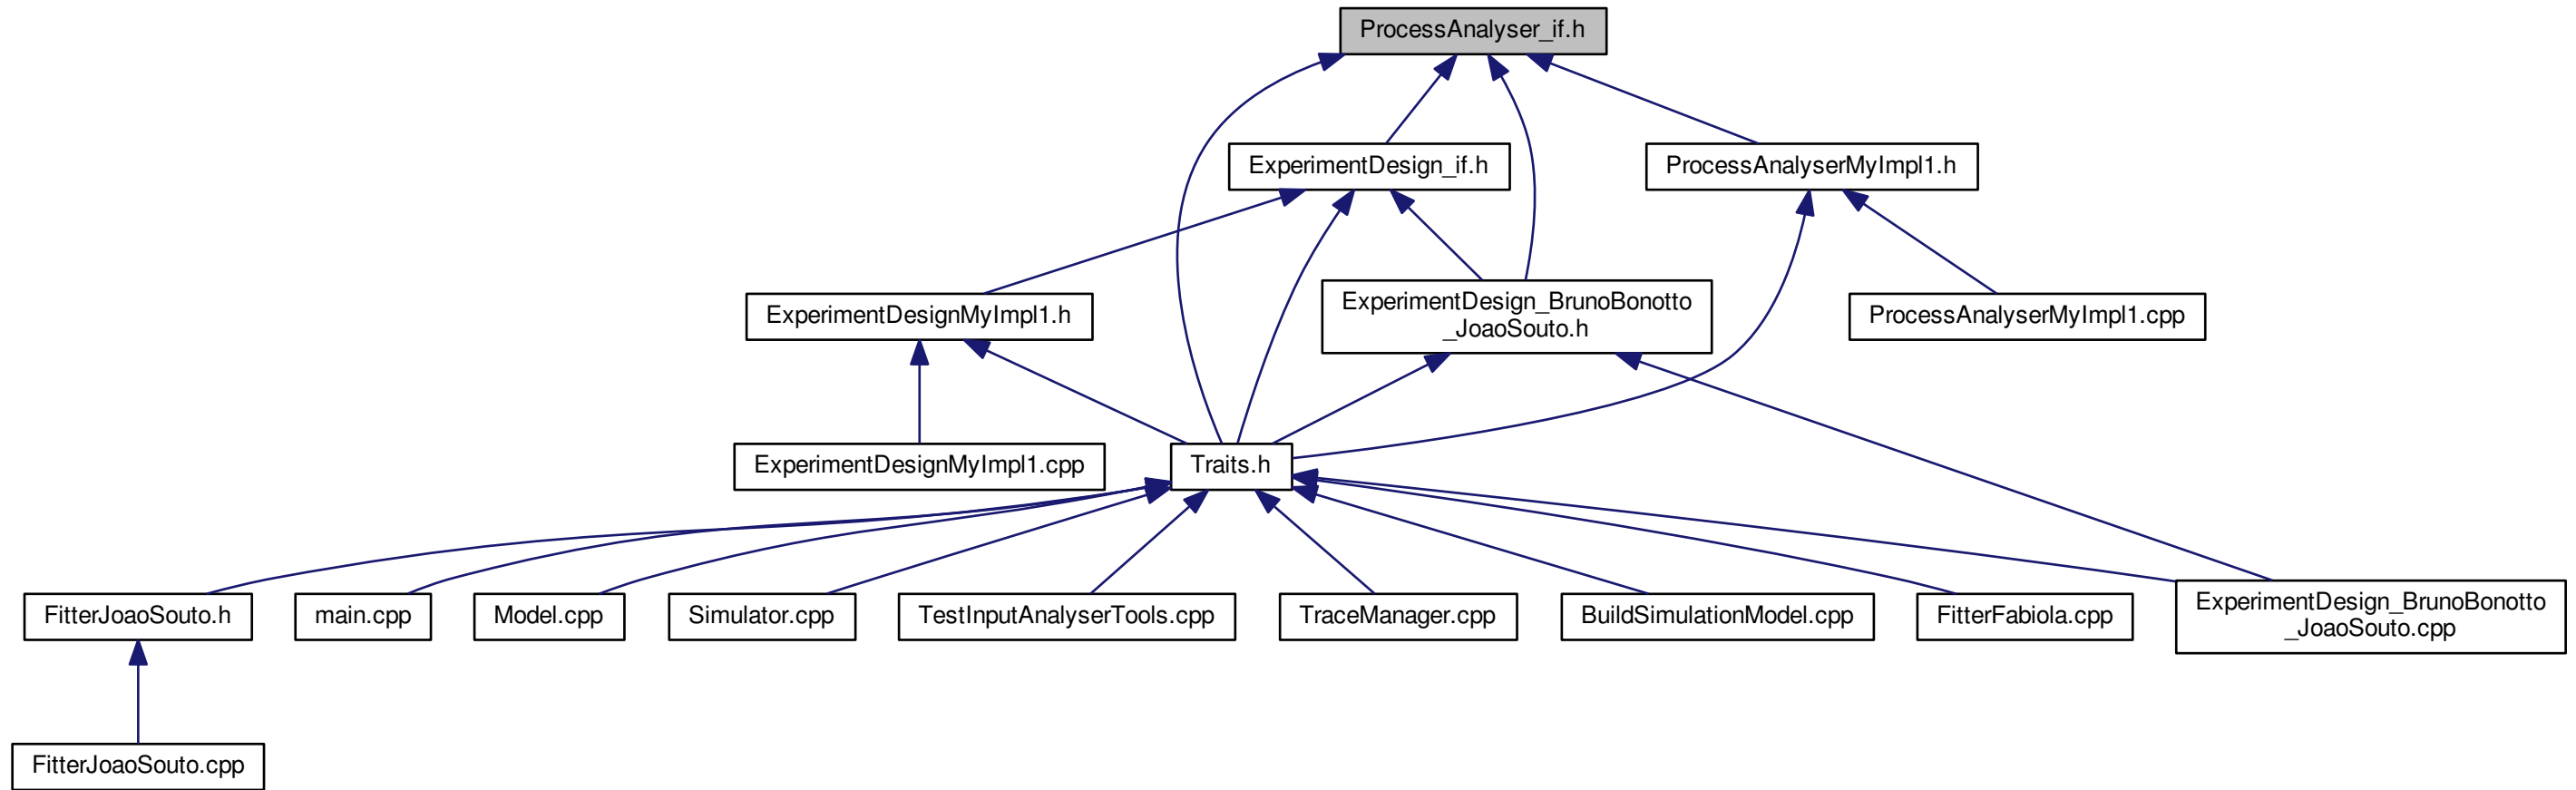 ProcessAnalyser_if.h
ExperimentDesign_if.h
ProcessAnalyserMyImpl1.h
ExperimentDesignMyImpl1.h
ExperimentDesign_BrunoBonotto
_JoaoSouto.h
ProcessAnalyserMyImpl1.cpp
ExperimentDesignMyImpl1.cpp
Traits.h
FitterJoaoSouto.h
main.cpp
Model.cpp
Simulator.cpp
TestInputAnalyserTools.cpp
TraceManager.cpp
BuildSimulationModel.cpp
FitterFabiola.cpp
ExperimentDesign_BrunoBonotto
_JoaoSouto.cpp
FitterJoaoSouto.cpp